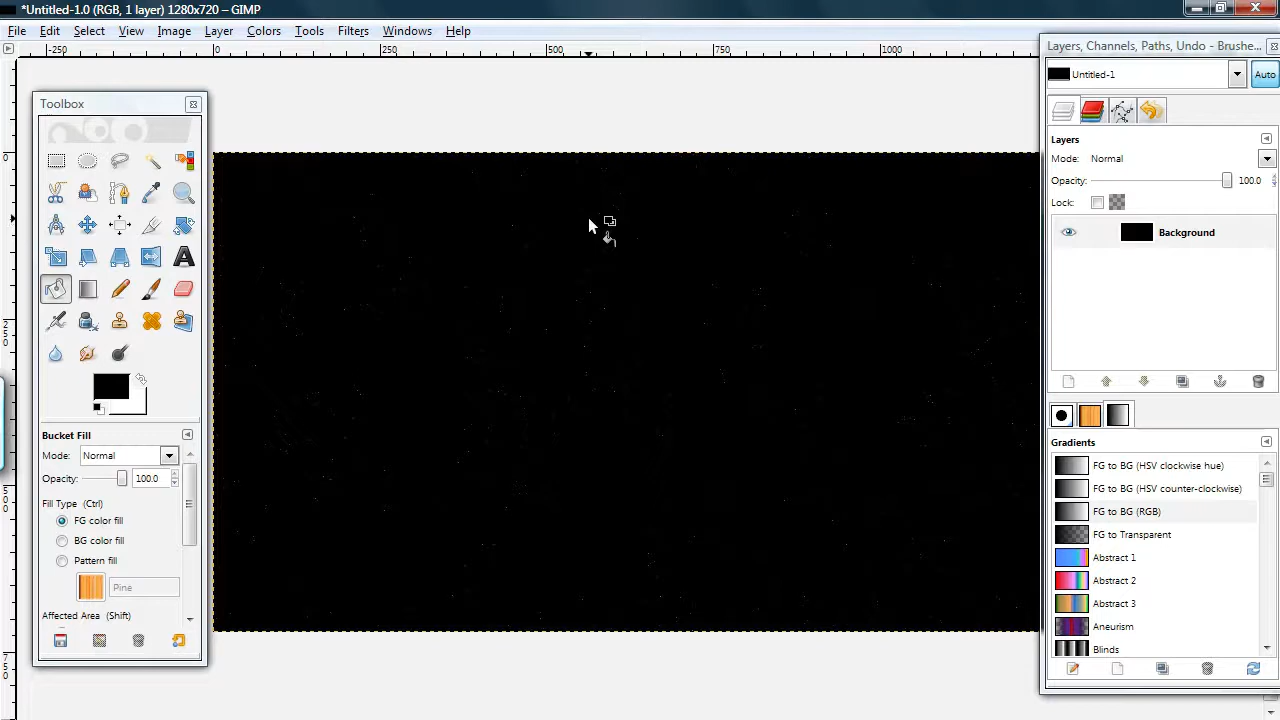 *Untitled-1.0 (RGB, 1 layer) 1280x720 – GIMP
File Edit Select View Image Layer Colors Tools Filters Windows Help
-250 0 250 500 750 1000
0
250
500
750
Toolbox
Bucket Fill
Mode: Normal
Opacity: 100.0
Fill Type (Ctrl)
FG color fill
BG color fill
Pattern fill
Pine
Affected Area (Shift)
Layers, Channels, Paths, Undo - Brushe...
Untitled-1
Auto
Layers
Mode: Normal
Opacity: 100.0
Lock:
Background
Gradients
FG to BG (HSV clockwise hue)
FG to BG (HSV counter-clockwise)
FG to BG (RGB)
FG to Transparent
Abstract 1
Abstract 2
Abstract 3
Aneurism
Blinds